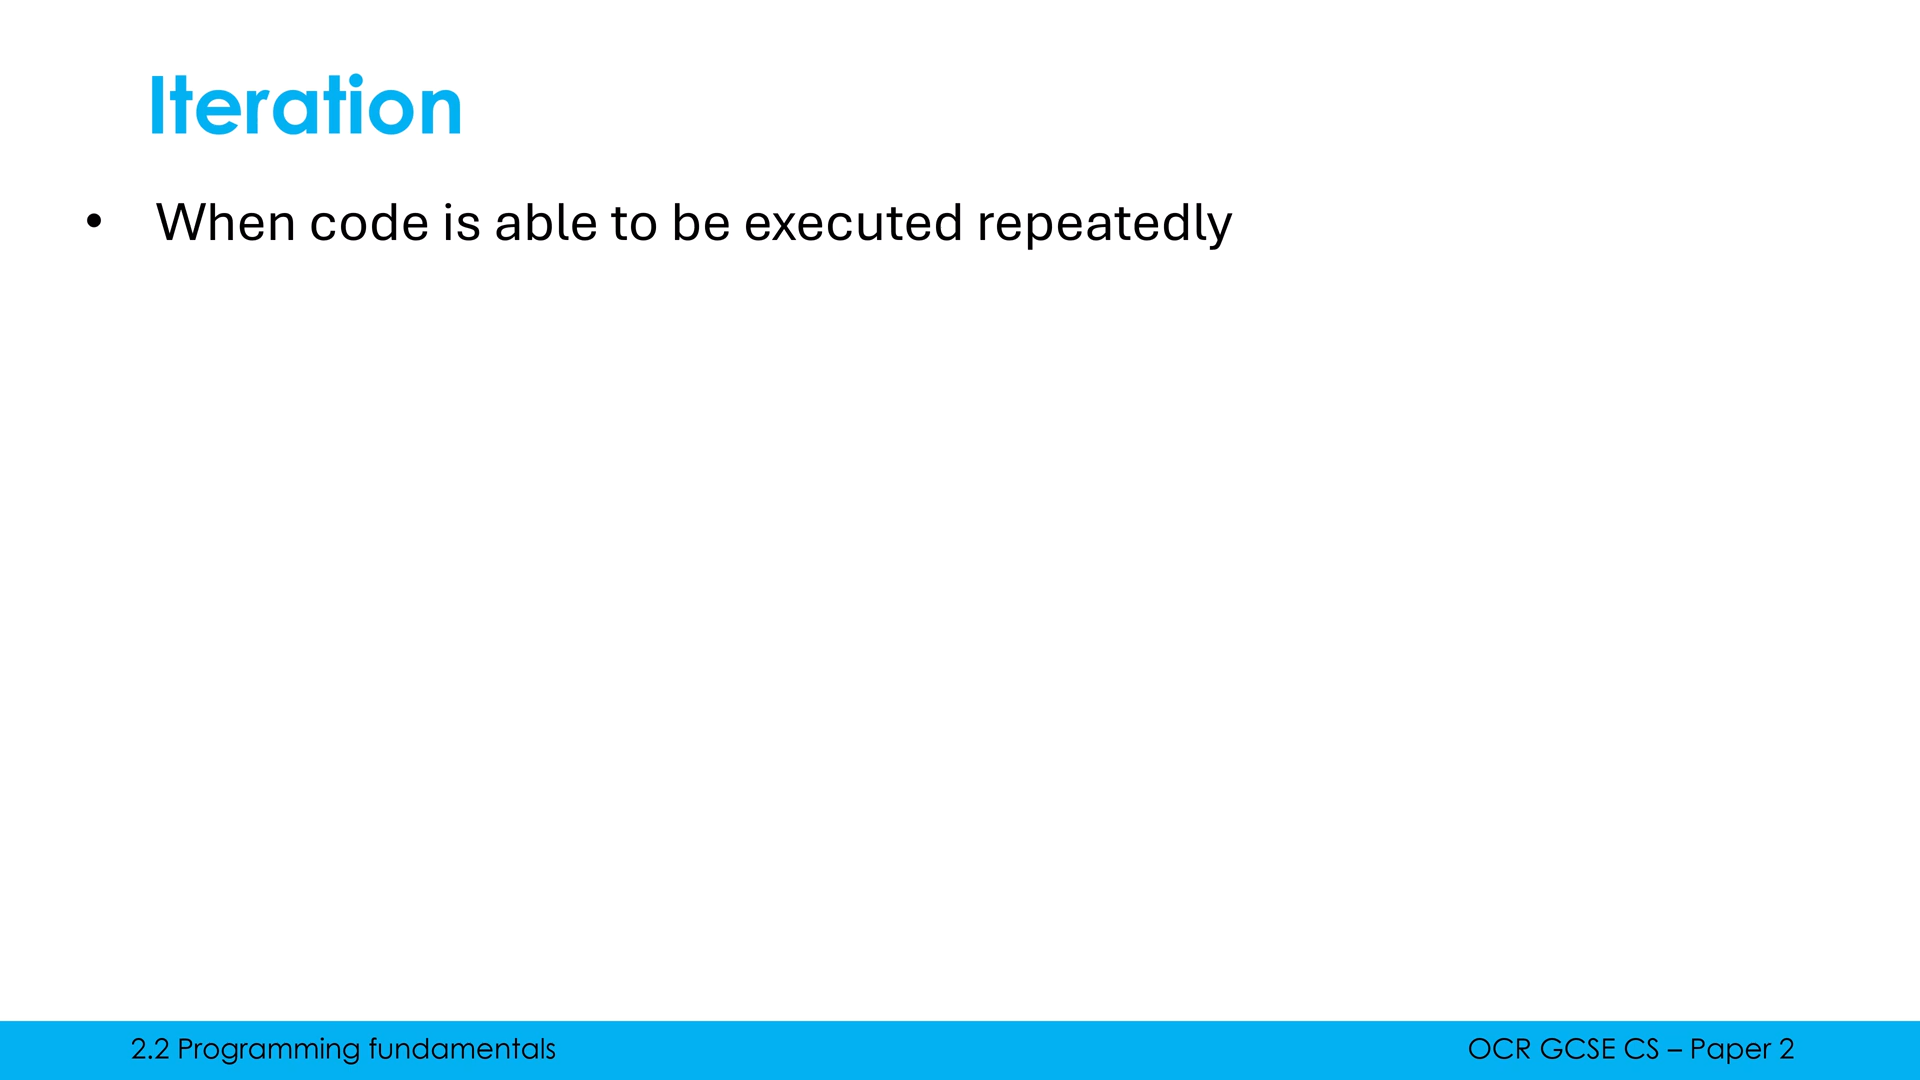 Iteration
• When code is able to be executed repeatedly
2.2 Programming fundamentals
OCR GCSE CS – Paper 2